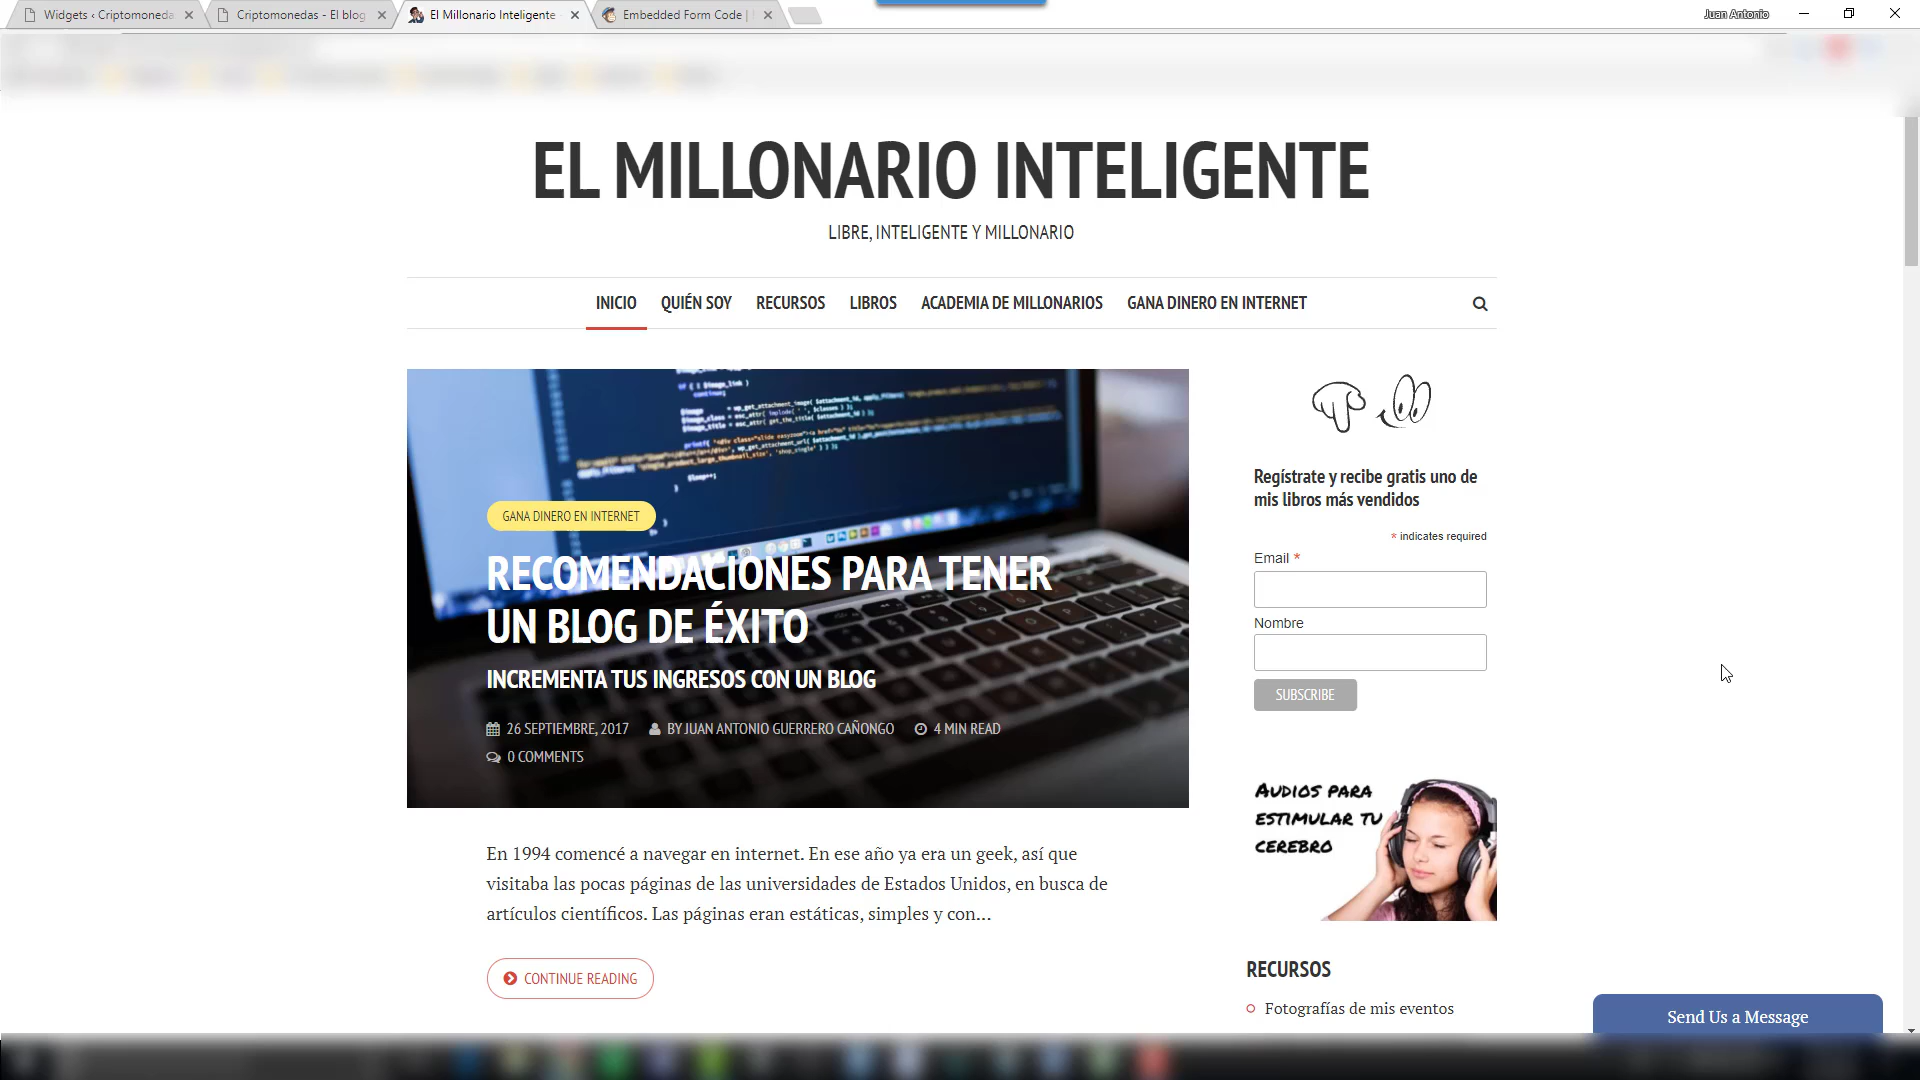 Widgets ‹ Criptomoneda
Criptomonedas - El blog
El Millonario Inteligente
Embedded Form Code |
Juan Antonio
EL MILLONARIO INTELIGENTE
LIBRE, INTELIGENTE Y MILLONARIO
INICIO QUIÉN SOY RECURSOS LIBROS ACADEMIA DE MILLONARIOS GANA DINERO EN INTERNET
GANA DINERO EN INTERNET
RECOMENDACIONES PARA TENER
UN BLOG DE ÉXITO
INCREMENTA TUS INGRESOS CON UN BLOG
26 SEPTIEMBRE, 2017 BY JUAN ANTONIO GUERRERO CAÑONGO 4 MIN READ
0 COMMENTS
En 1994 comencé a navegar en internet. En ese año ya era un geek, así que
visitaba las pocas páginas de las universidades de Estados Unidos, en busca de
artículos científicos. Las páginas eran estáticas, simples y con…
CONTINUE READING
Regístrate y recibe gratis uno de
mis libros más vendidos
* indicates required
Email *
Nombre
SUBSCRIBE
AUDIOS PARA
ESTIMULAR TU
CEREBRO
RECURSOS
Fotografías de mis eventos
Send Us a Message